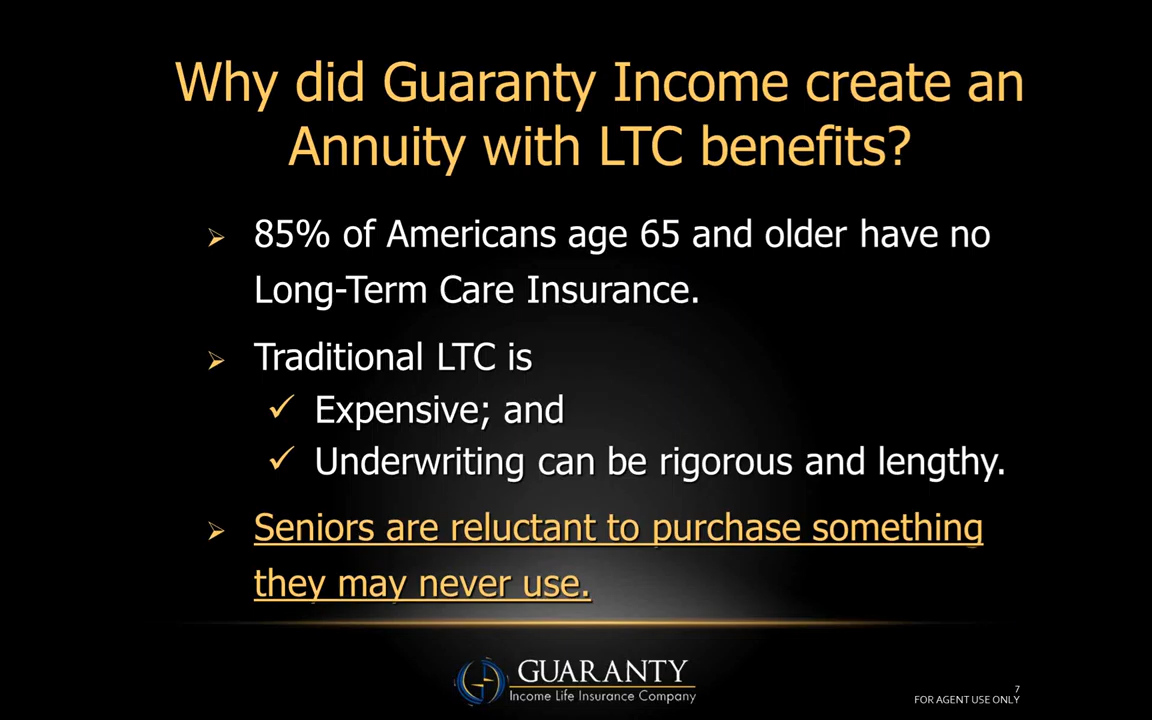 Why did Guaranty Income create an
Annuity with LTC benefits?
85% of Americans age 65 and older have no
Long-Term Care Insurance.
Traditional LTC is
Expensive; and
Underwriting can be rigorous and lengthy.
Seniors are reluctant to purchase something
they may never use.
GUARANTY
Income Life Insurance Company
7
FOR AGENT USE ONLY